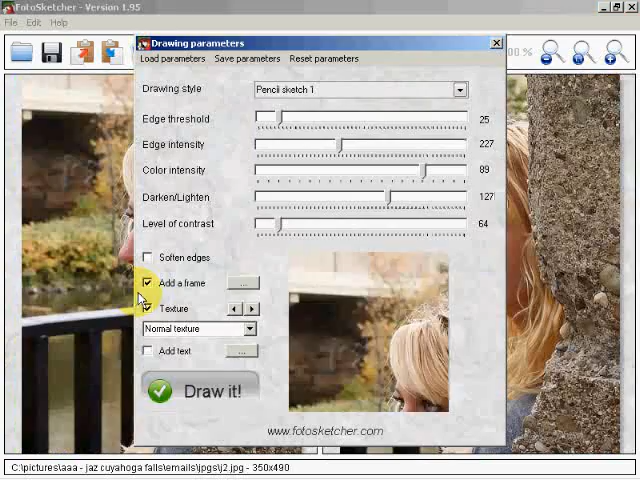 FotoSketcher - Version 1.95
File Edit Help
Drawing parameters
Load parameters Save parameters Reset parameters
Drawing style Pencil sketch 1
Edge threshold 25
Edge intensity 227
Color intensity 89
Darken/Lighten 127
Level of contrast 64
Soften edges
Add a frame ...
Texture
Normal texture
Add text ...
Draw it!
www.fotosketcher.com
C:\pictures\aaa - jaz cuyahoga falls\emails\jpgs\j2.jpg - 350x490